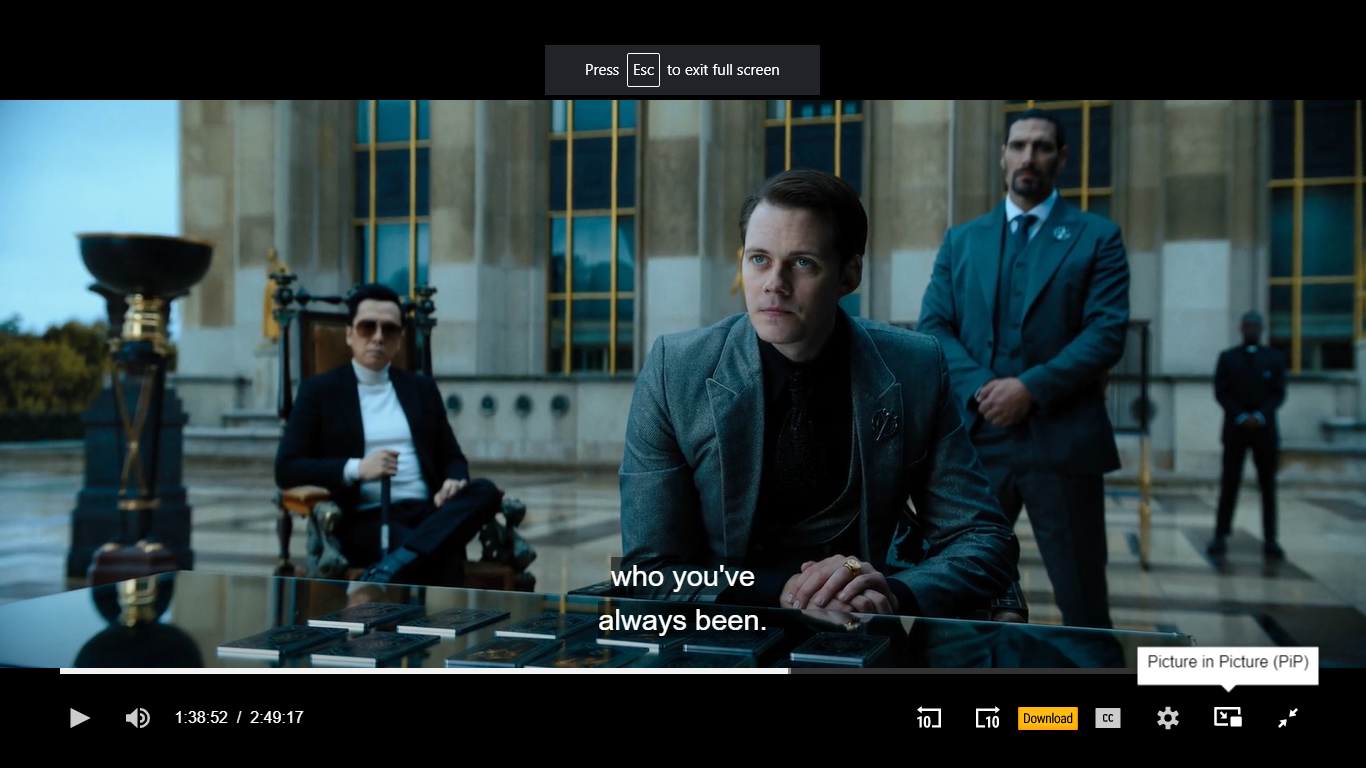 Press Esc to exit full screen
who you've
always been.
Picture in Picture (PiP)
1:38:52 / 2:49:17
10
10
Download
CC